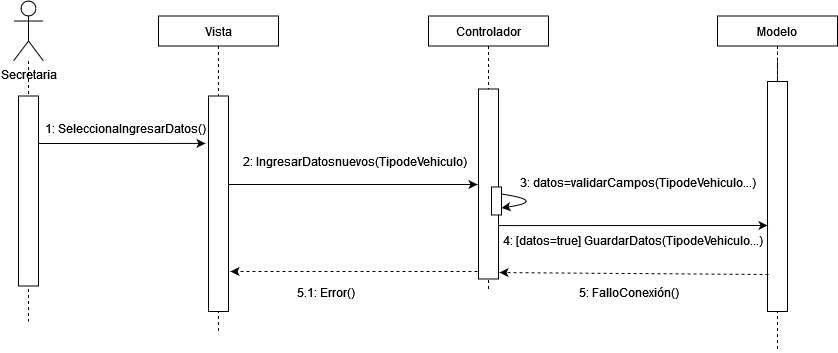 Vista
Controlador
Modelo
Secretaria
1: SeleccionaIngresarDatos()
2: IngresarDatosnuevos(TipodeVehiculo)
3: datos=validarCampos(TipodeVehiculo...)
4: [datos=true] GuardarDatos(TipodeVehiculo...)
5.1: Error()
5: FalloConexión()